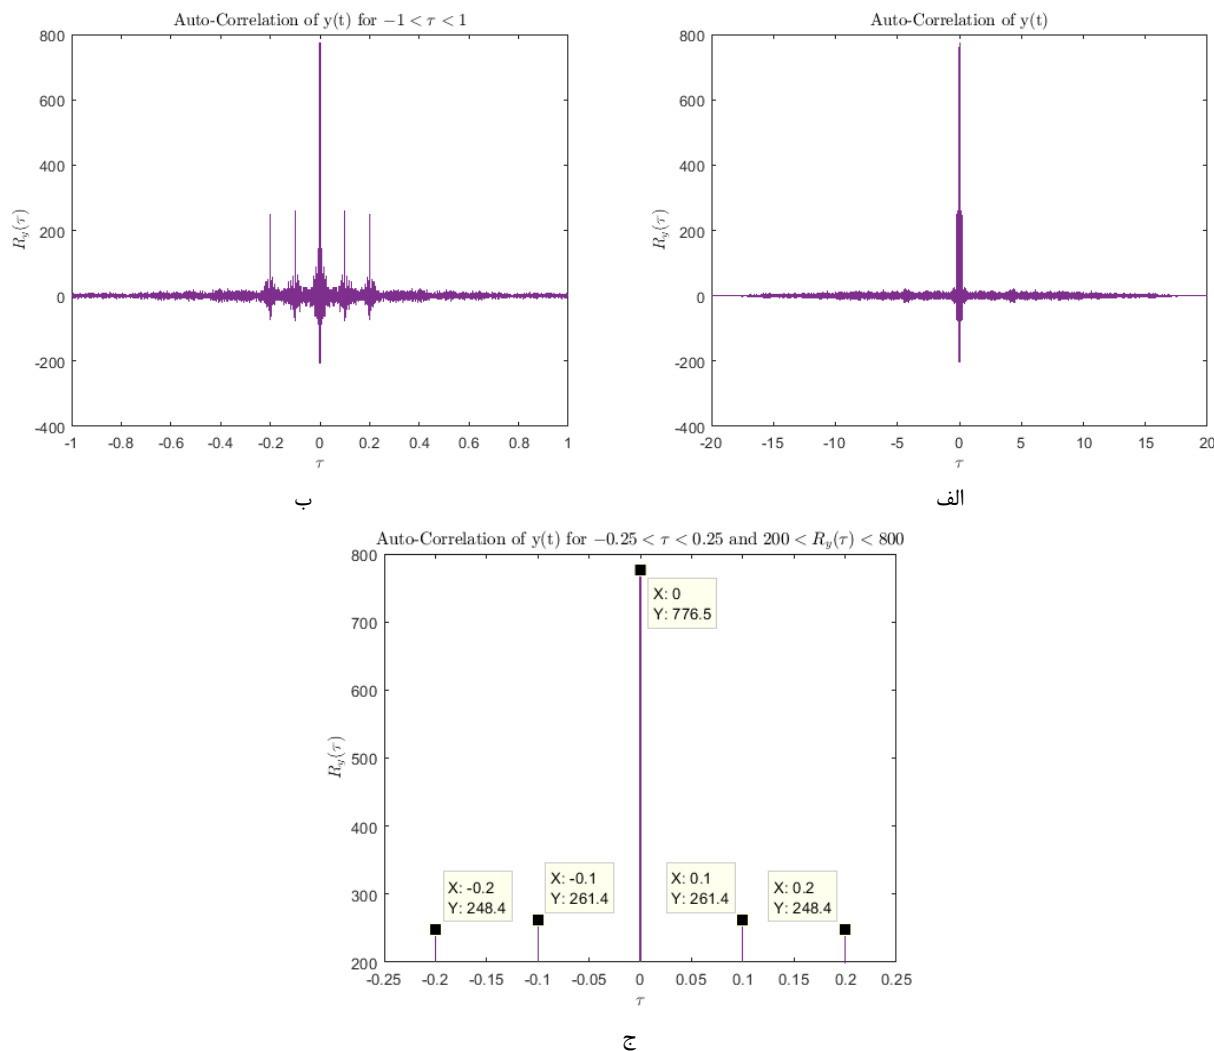 Auto-Correlation of y(t) for −1 < τ < 1
800
600
400
200
0
-200
-400
R_y(τ)
-1 -0.8 -0.6 -0.4 -0.2 0 0.2 0.4 0.6 0.8 1
τ
ب
Auto-Correlation of y(t)
800
600
400
200
0
-200
-400
R_y(τ)
-20 -15 -10 -5 0 5 10 15 20
τ
الف
Auto-Correlation of y(t) for −0.25 < τ < 0.25 and 200 < R_y(τ) < 800
800
700
600
500
400
300
200
R_y(τ)
X: 0
Y: 776.5
X: -0.2
Y: 248.4
X: -0.1
Y: 261.4
X: 0.1
Y: 261.4
X: 0.2
Y: 248.4
-0.25 -0.2 -0.15 -0.1 -0.05 0 0.05 0.1 0.15 0.2 0.25
τ
ج